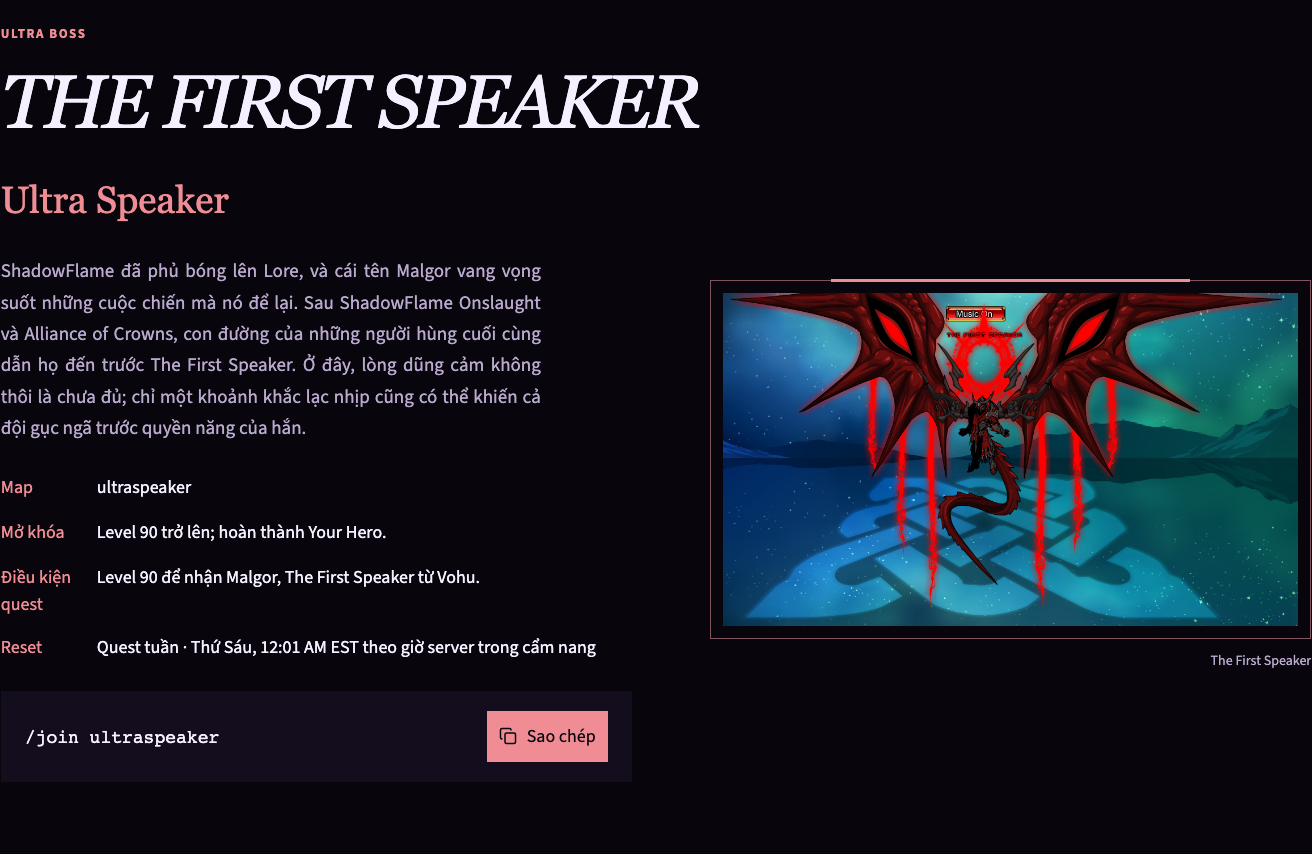 ULTRA BOSS
THE FIRST SPEAKER
Ultra Speaker
ShadowFlame đã phủ bóng lên Lore, và cái tên Malgor vang vọng
suốt những cuộc chiến mà nó để lại. Sau ShadowFlame Onslaught
và Alliance of Crowns, con đường của những người hùng cuối cùng
dẫn họ đến trước The First Speaker. Ở đây, lòng dũng cảm không
thôi là chưa đủ; chỉ một khoảnh khắc lạc nhịp cũng có thể khiến cả
đội gục ngã trước quyền năng của hắn.
Map ultraspeaker
Mở khóa Level 90 trở lên; hoàn thành Your Hero.
Điều kiện quest Level 90 để nhận Malgor, The First Speaker từ Vohu.
Reset Quest tuần · Thứ Sáu, 12:01 AM EST theo giờ server trong cẩm nang
/join ultraspeaker
Sao chép
Music On
THE FIRST SPEAKER
The First Speaker